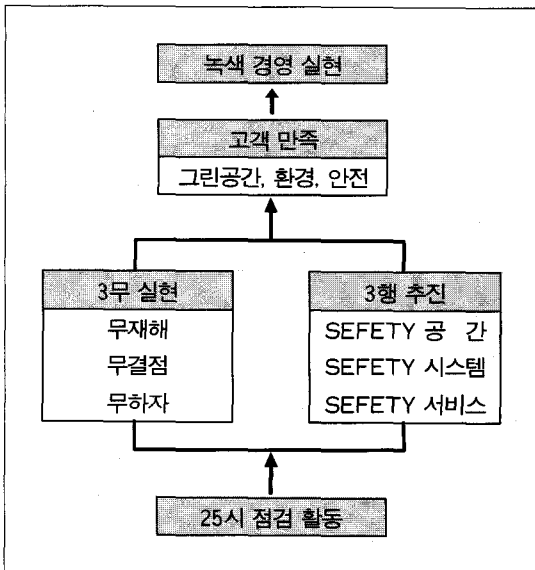 녹색 경영 실현
고객 만족
그린공간, 환경, 안전
3무 실현
무재해
무결점
무하자
3행 추진
SEFETY 공 간
SEFETY 시스템
SEFETY 서비스
25시 점검 활동